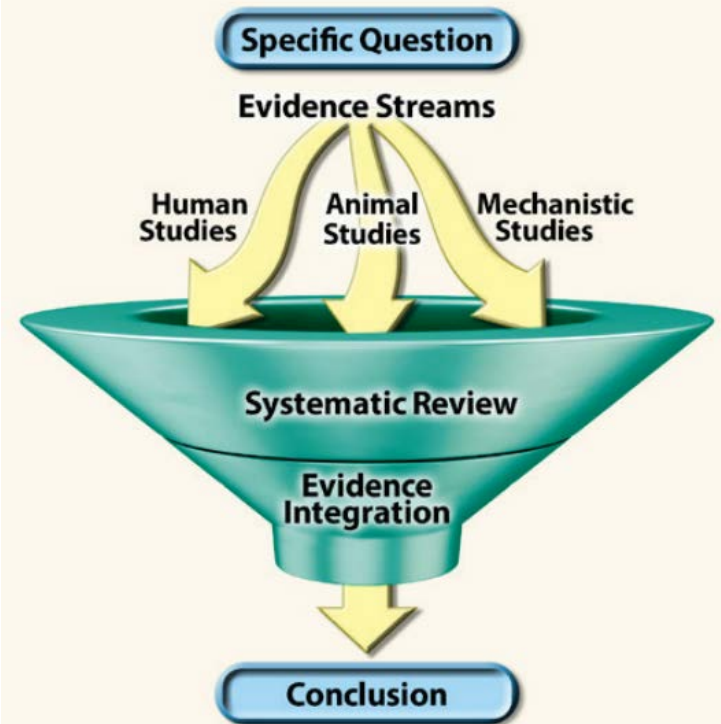 Specific Question
Evidence Streams
Human
Studies
Animal
Studies
Mechanistic
Studies
Systematic Review
Evidence
Integration
Conclusion